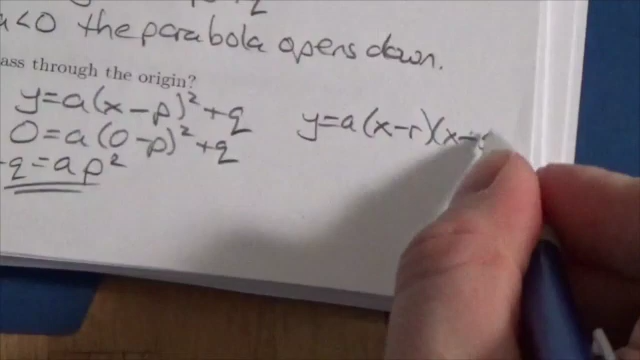 a<0 the parabola opens down.
ass through the origin?
y=a(x-p)²+q
0=a(0-p)²+q
-q=ap²
y=a(x-r)(x-